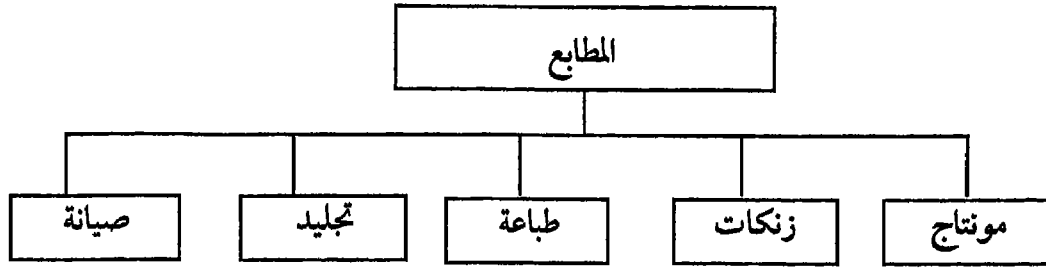 المطابع
مونتاج
زنكات
طباعة
تجليد
صيانة